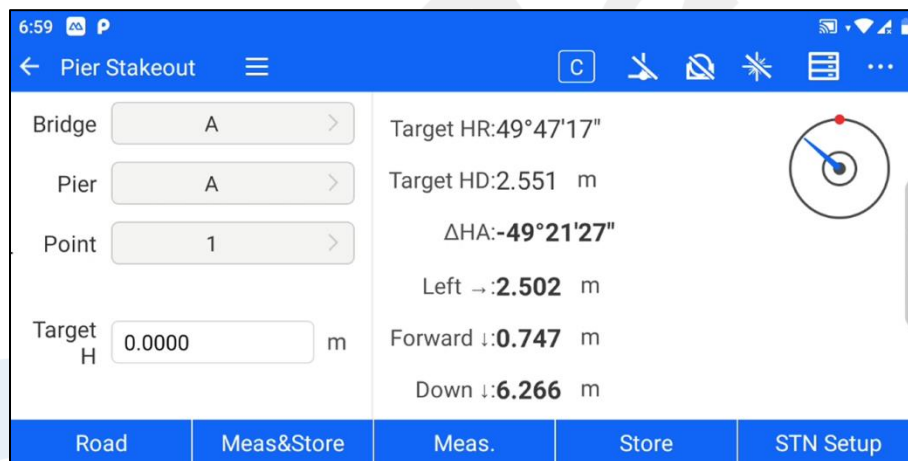 6:59
Pier Stakeout
C
Bridge A
Pier A
Point 1
Target H 0.0000 m
Target HR:49°47'17"
Target HD:2.551 m
ΔHA:-49°21'27"
Left →:2.502 m
Forward ↓:0.747 m
Down ↓:6.266 m
Road Meas&Store Meas. Store STN Setup